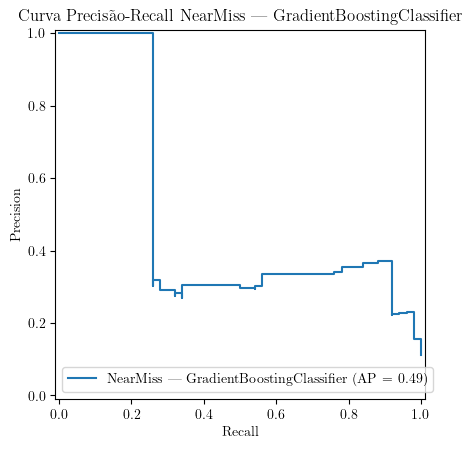 Curva Precisão-Recall NearMiss — GradientBoostingClassifier
1.0
0.8
0.6
0.4
0.2
0.0
Precision
NearMiss — GradientBoostingClassifier (AP = 0.49)
0.0 0.2 0.4 0.6 0.8 1.0
Recall